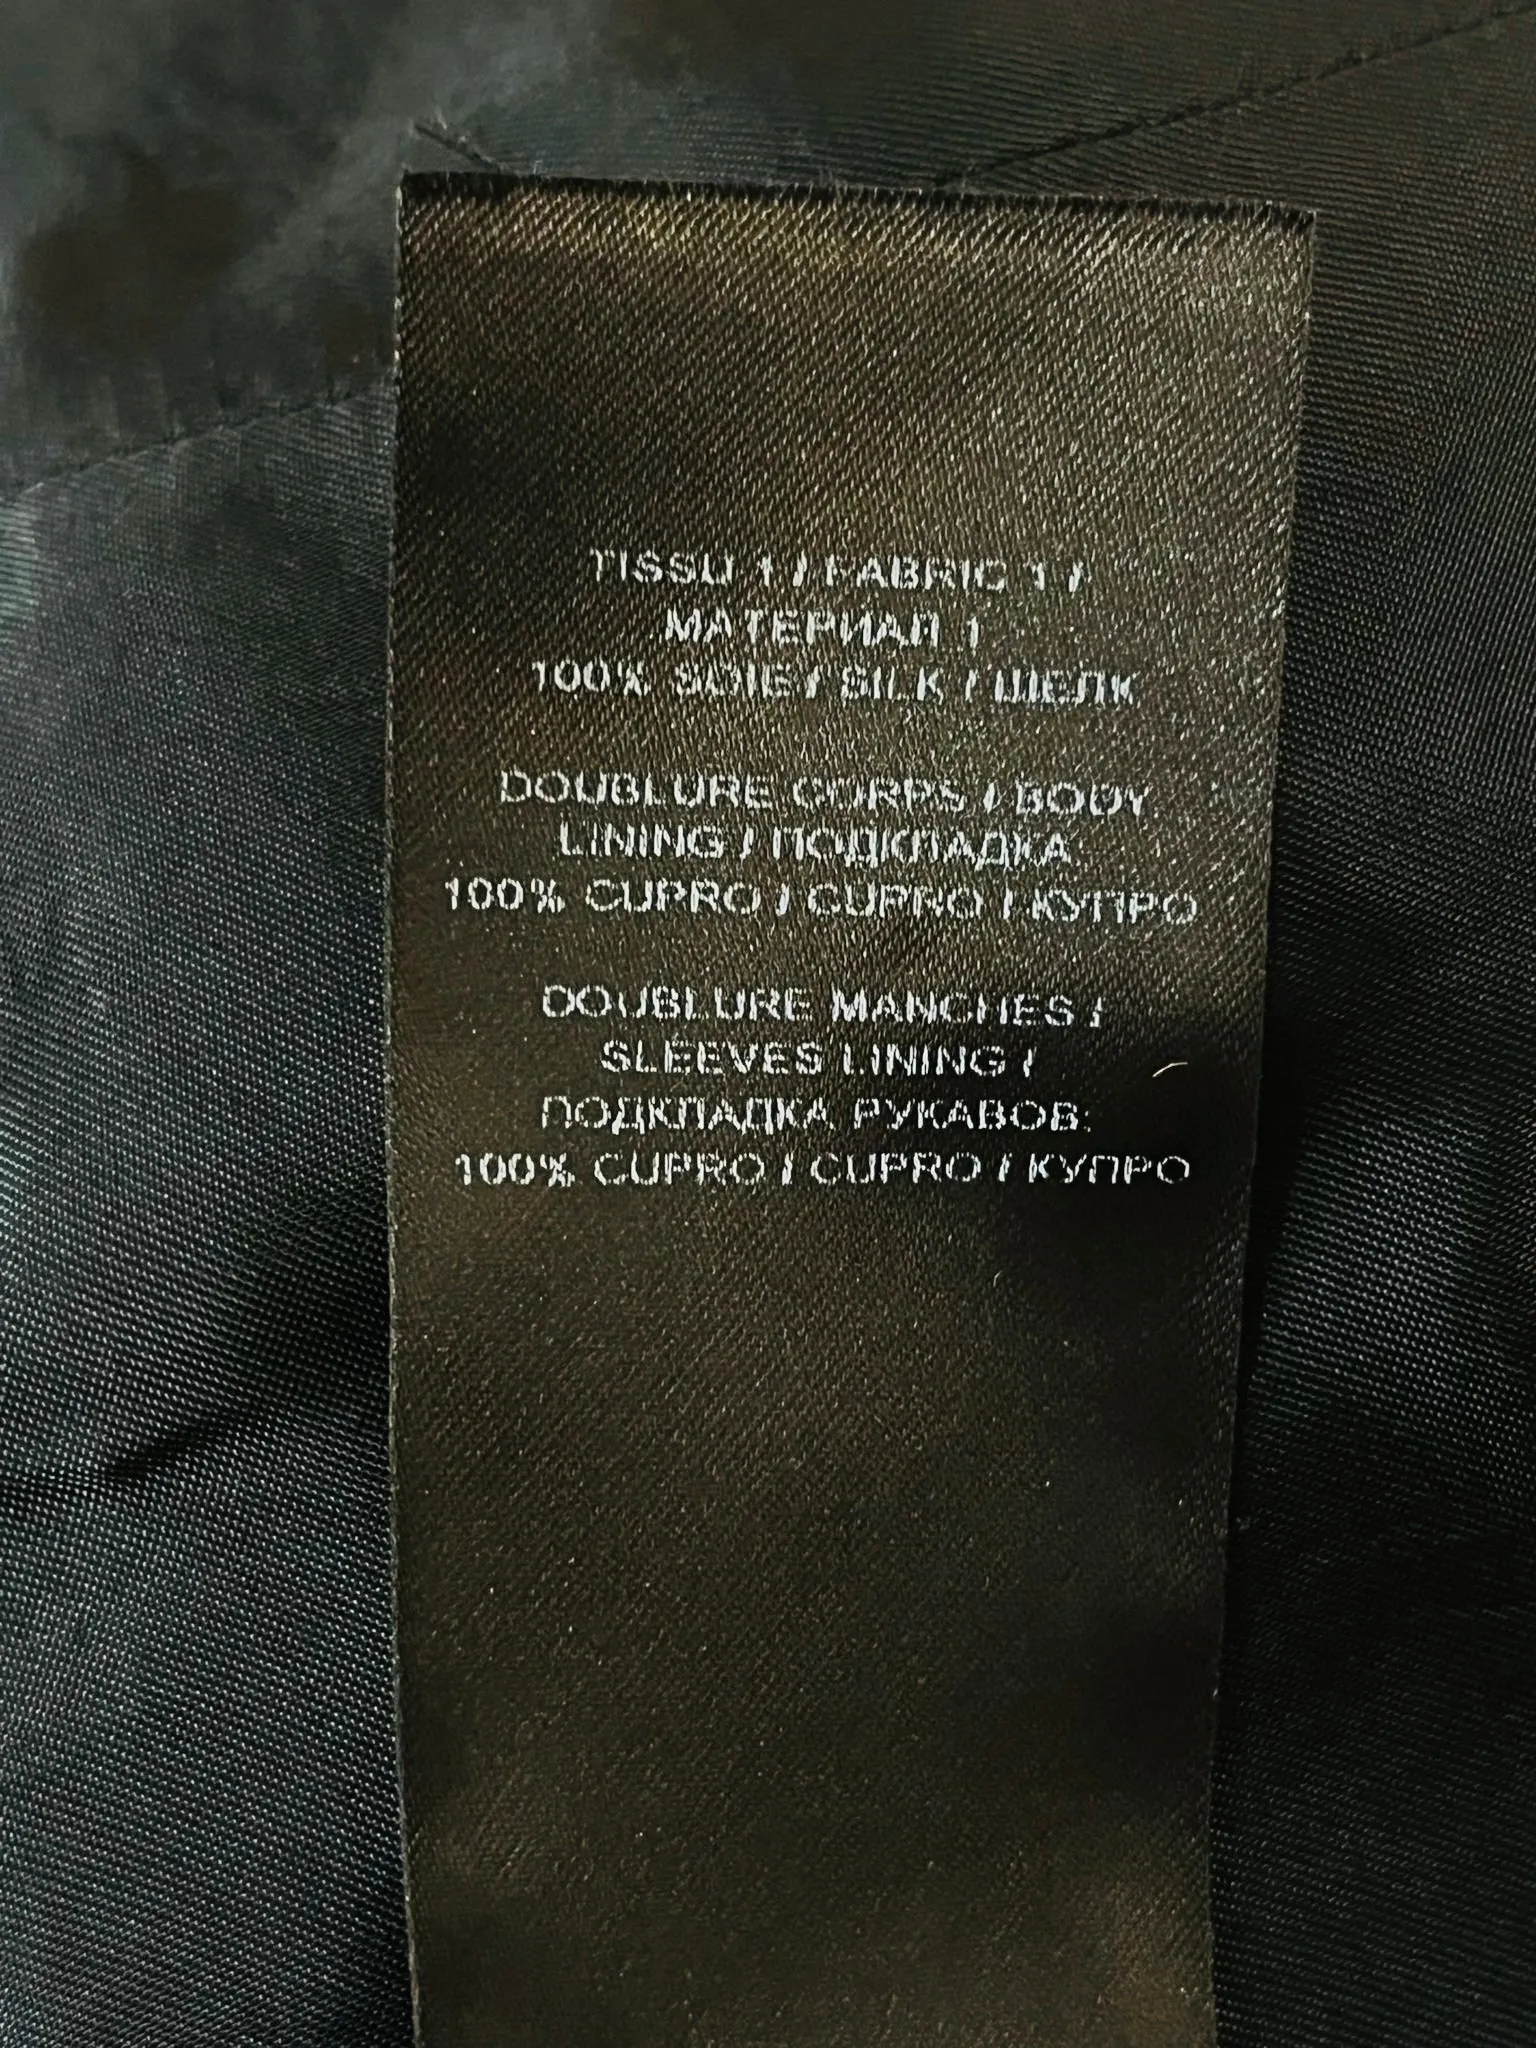 TISSU 1 / FABRIC 1 /
МАТЕРИАЛ 1
100% SOIE / SILK / ШЕЛК
DOUBLURE CORPS / BODY
LINING / ПОДКЛАДКА:
100% CUPRO / CUPRO / КУПРО
DOUBLURE MANCHES /
SLEEVES LINING /
ПОДКЛАДКА РУКАВОВ:
100% CUPRO / CUPRO / КУПРО